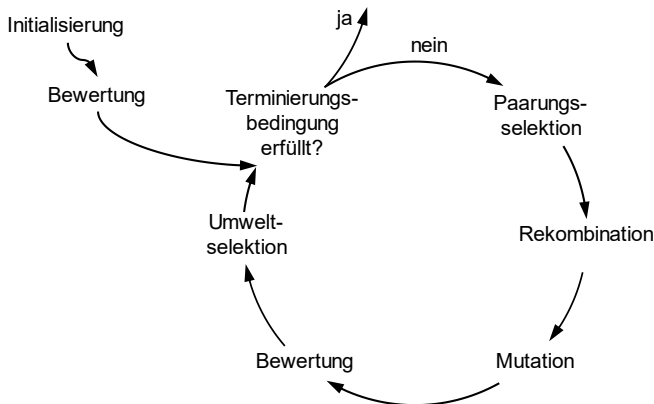 Initialisierung
Bewertung
ja
nein
Terminierungs-
bedingung
erfüllt?
Paarungs-
selektion
Rekombination
Mutation
Bewertung
Umwelt-
selektion